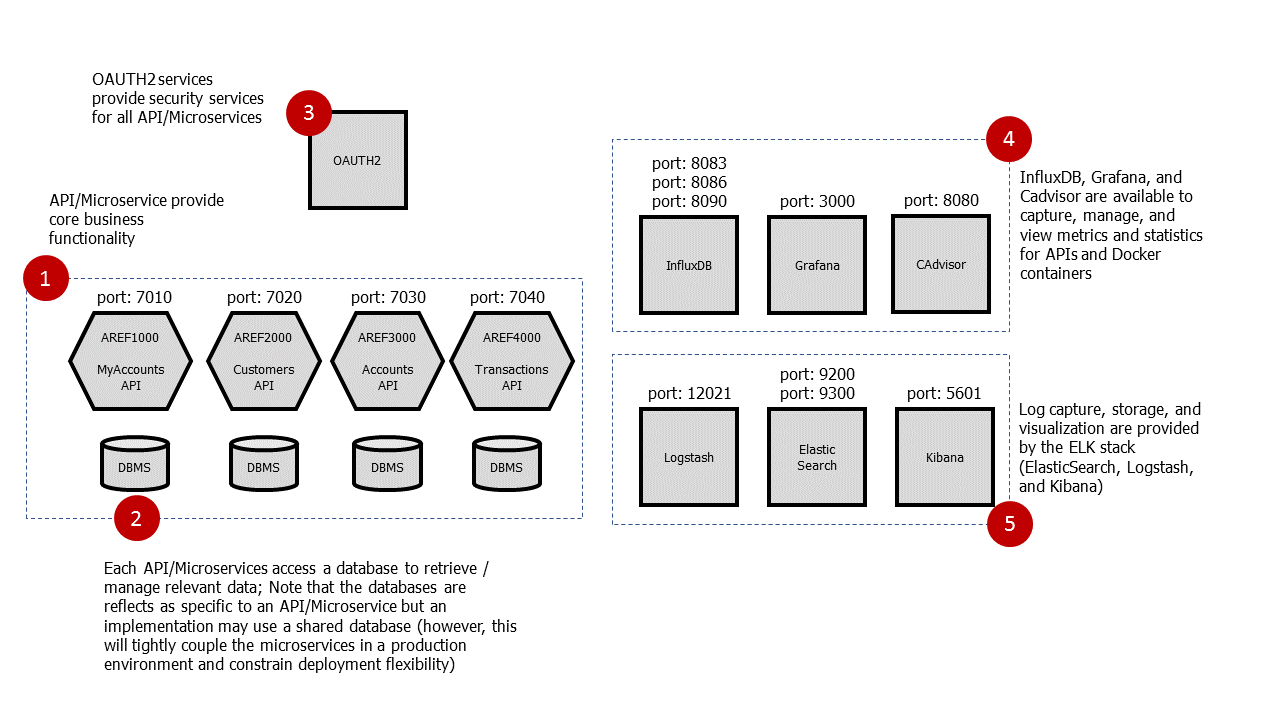 OAUTH2 services
provide security services
for all API/Microservices
3
OAUTH2
API/Microservice provide
core business
functionality
1
port: 7010
port: 7020
port: 7030
port: 7040
AREF1000
MyAccounts
API
AREF2000
Customers
API
AREF3000
Accounts
API
AREF4000
Transactions
API
DBMS
DBMS
DBMS
DBMS
2
Each API/Microservices access a database to retrieve /
manage relevant data; Note that the databases are
reflects as specific to an API/Microservice but an
implementation may use a shared database (however, this
will tightly couple the microservices in a production
environment and constrain deployment flexibility)
4
port: 8083
port: 8086
port: 8090
InfluxDB
port: 3000
Grafana
port: 8080
CAdvisor
InfluxDB, Grafana, and
Cadvisor are available to
capture, manage, and
view metrics and statistics
for APIs and Docker
containers
port: 12021
Logstash
port: 9200
port: 9300
Elastic
Search
port: 5601
Kibana
Log capture, storage, and
visualization are provided
by the ELK stack
(ElasticSearch, Logstash,
and Kibana)
5